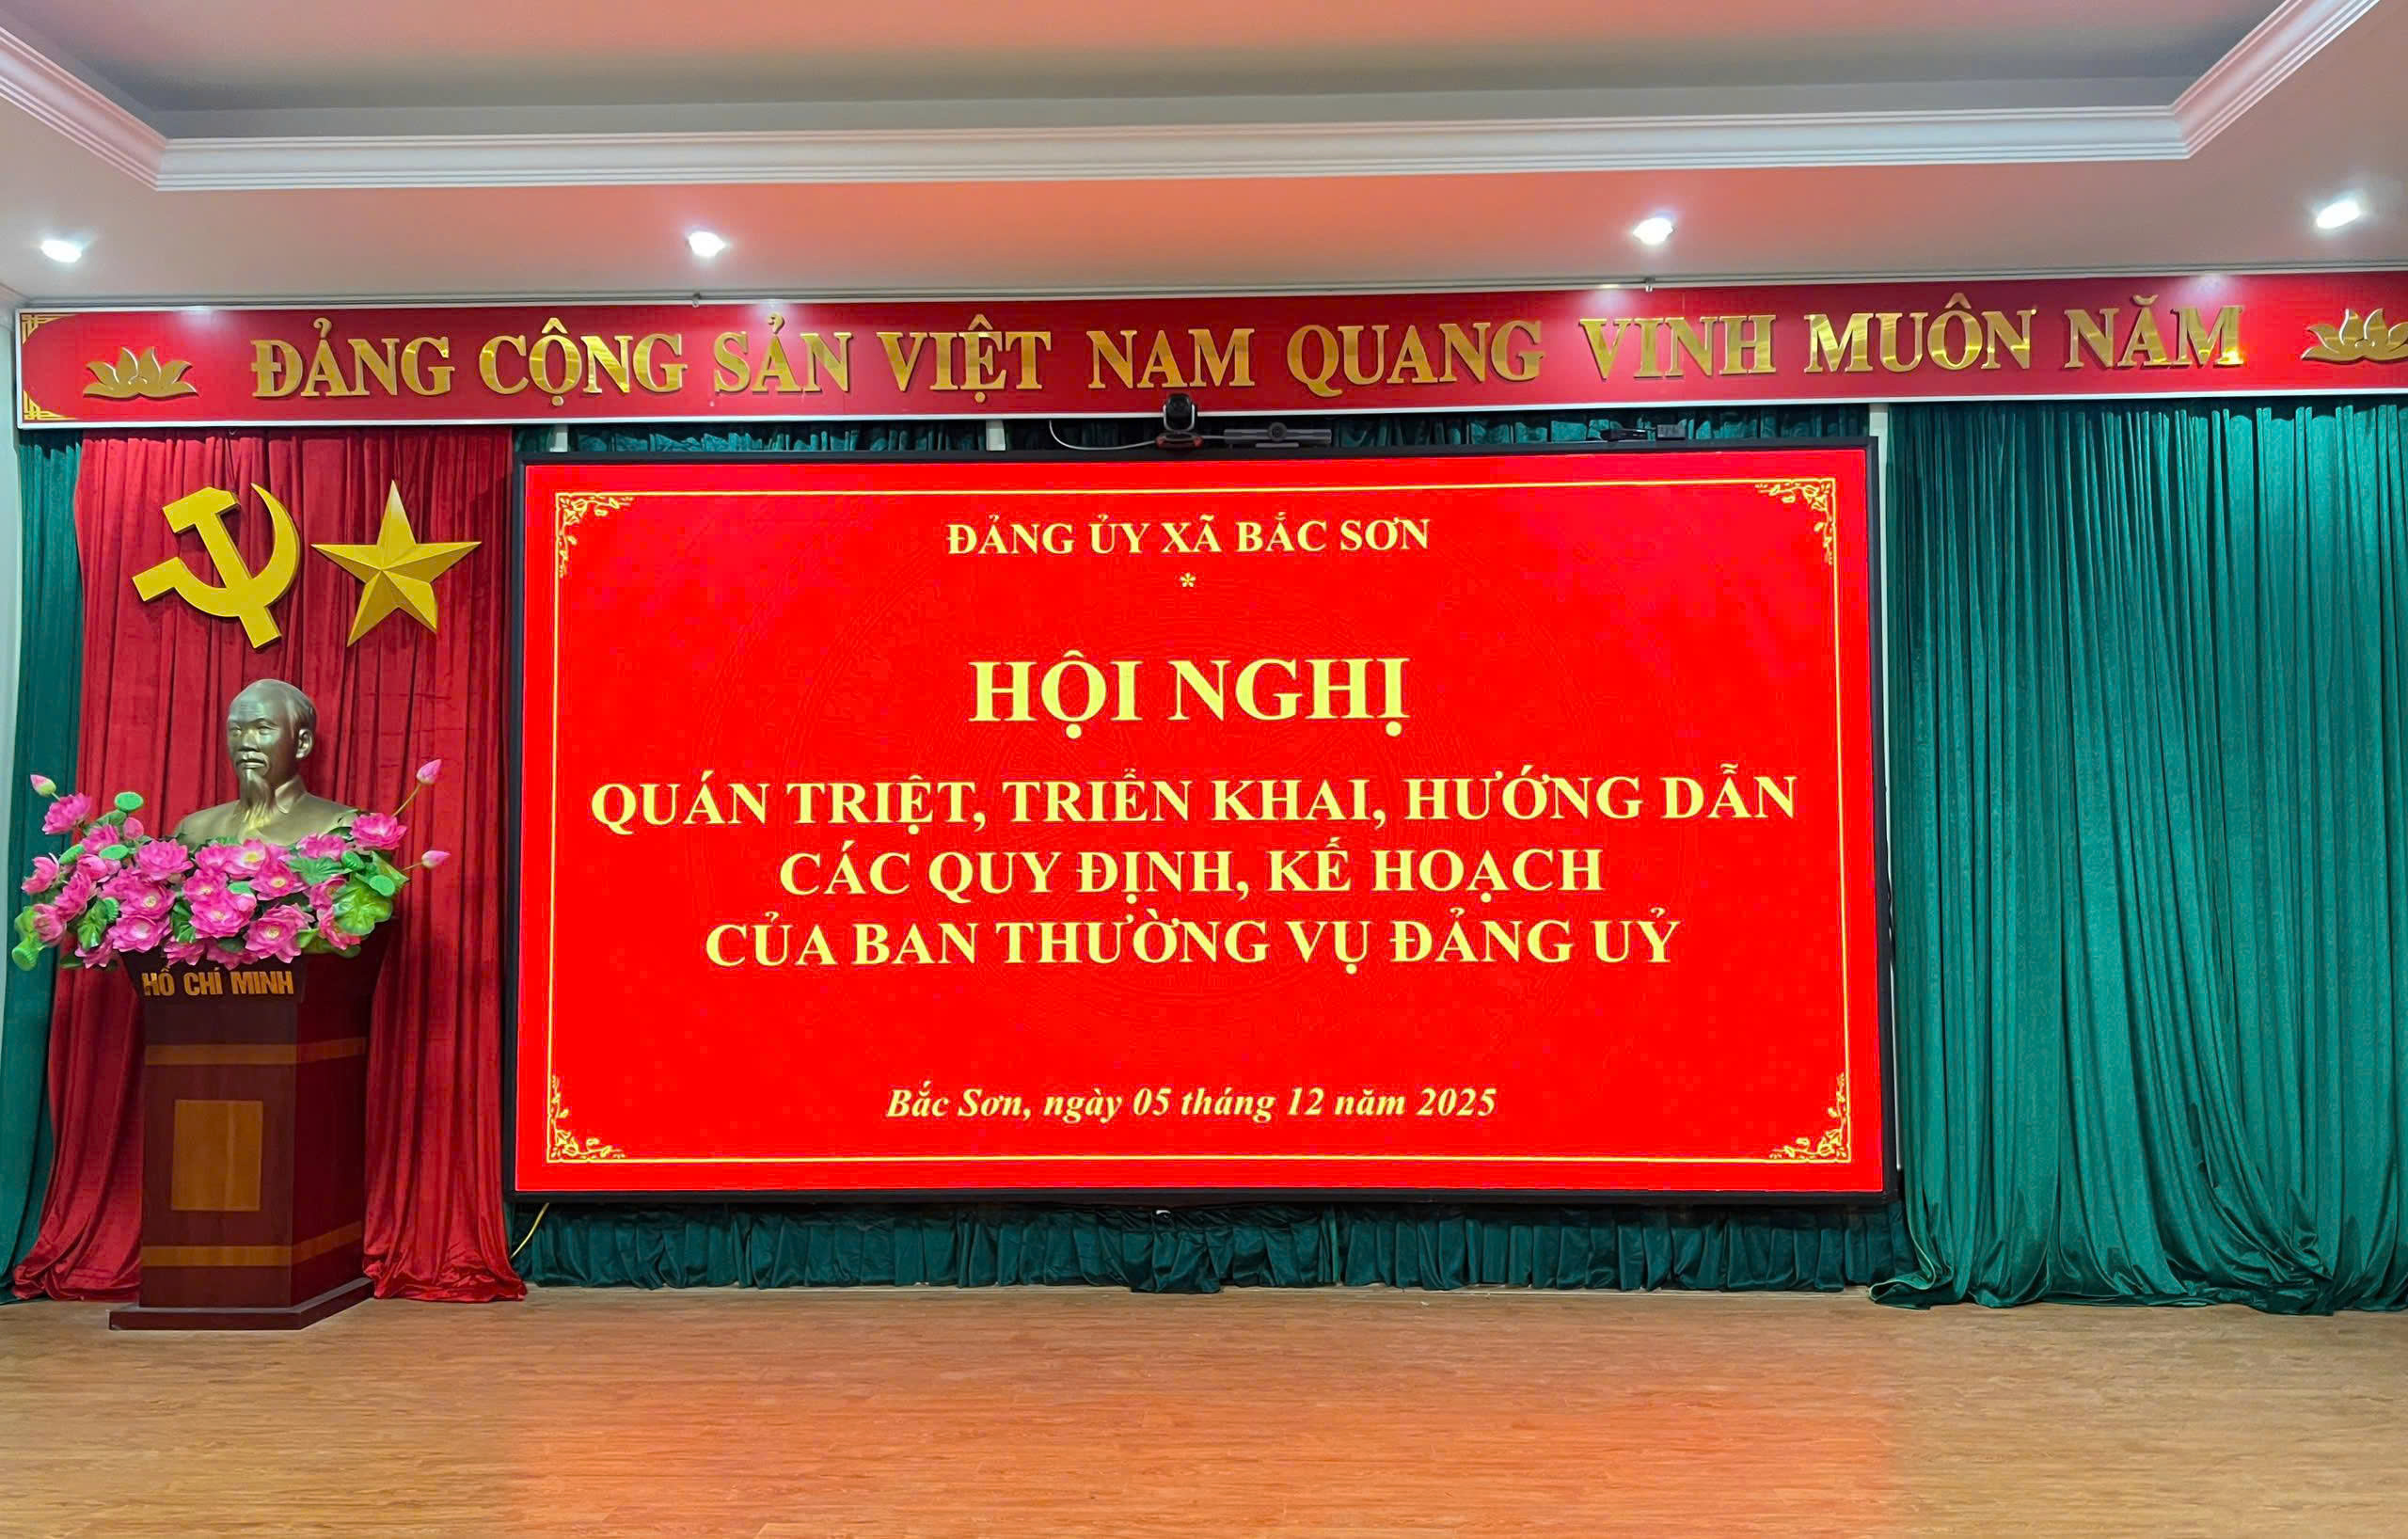 ĐẢNG CỘNG SẢN VIỆT NAM QUANG VINH MUÔN NĂM
ĐẢNG ỦY XÃ BẮC SƠN
*
HỘI NGHỊ
QUÁN TRIỆT, TRIỂN KHAI, HƯỚNG DẪN
CÁC QUY ĐỊNH, KẾ HOẠCH
CỦA BAN THƯỜNG VỤ ĐẢNG UỶ
Bắc Sơn, ngày 05 tháng 12 năm 2025
HỒ CHÍ MINH